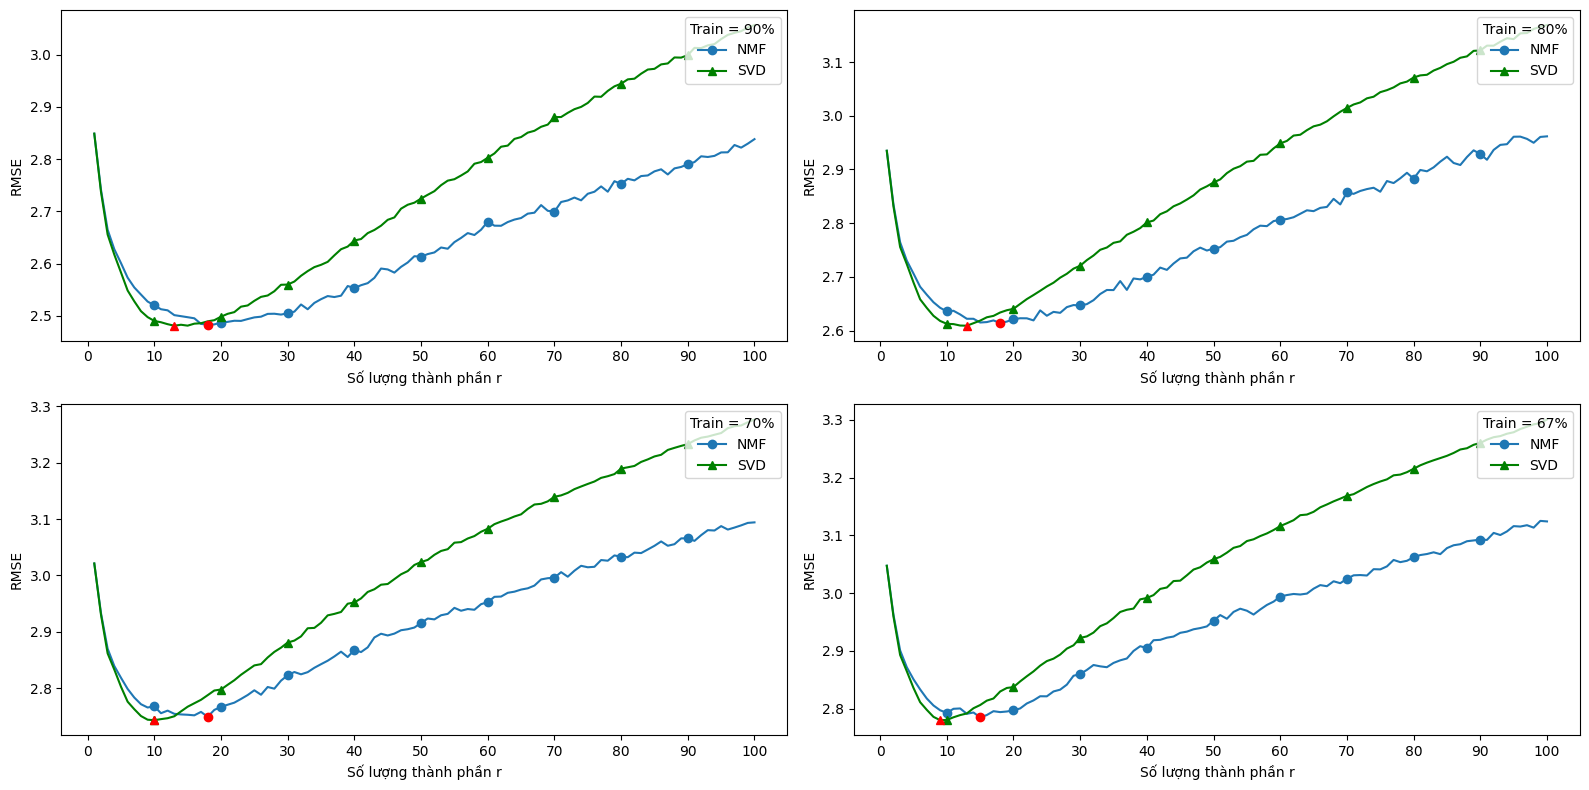 Train = 90%
NMF
SVD
RMSE
3.0
2.9
2.8
2.7
2.6
2.5
0 10 20 30 40 50 60 70 80 90 100
Số lượng thành phần r
Train = 80%
NMF
SVD
RMSE
3.1
3.0
2.9
2.8
2.7
2.6
0 10 20 30 40 50 60 70 80 90 100
Số lượng thành phần r
Train = 70%
NMF
SVD
RMSE
3.3
3.2
3.1
3.0
2.9
2.8
0 10 20 30 40 50 60 70 80 90 100
Số lượng thành phần r
Train = 67%
NMF
SVD
RMSE
3.3
3.2
3.1
3.0
2.9
2.8
0 10 20 30 40 50 60 70 80 90 100
Số lượng thành phần r